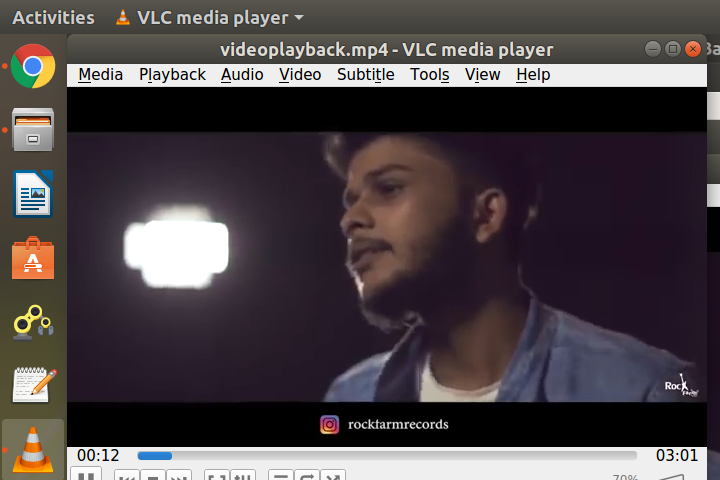 Activities VLC media player
videoplayback.mp4 - VLC media player
Media Playback Audio Video Subtitle Tools View Help
Rock
rockfarmrecords
00:12 03:01
70%